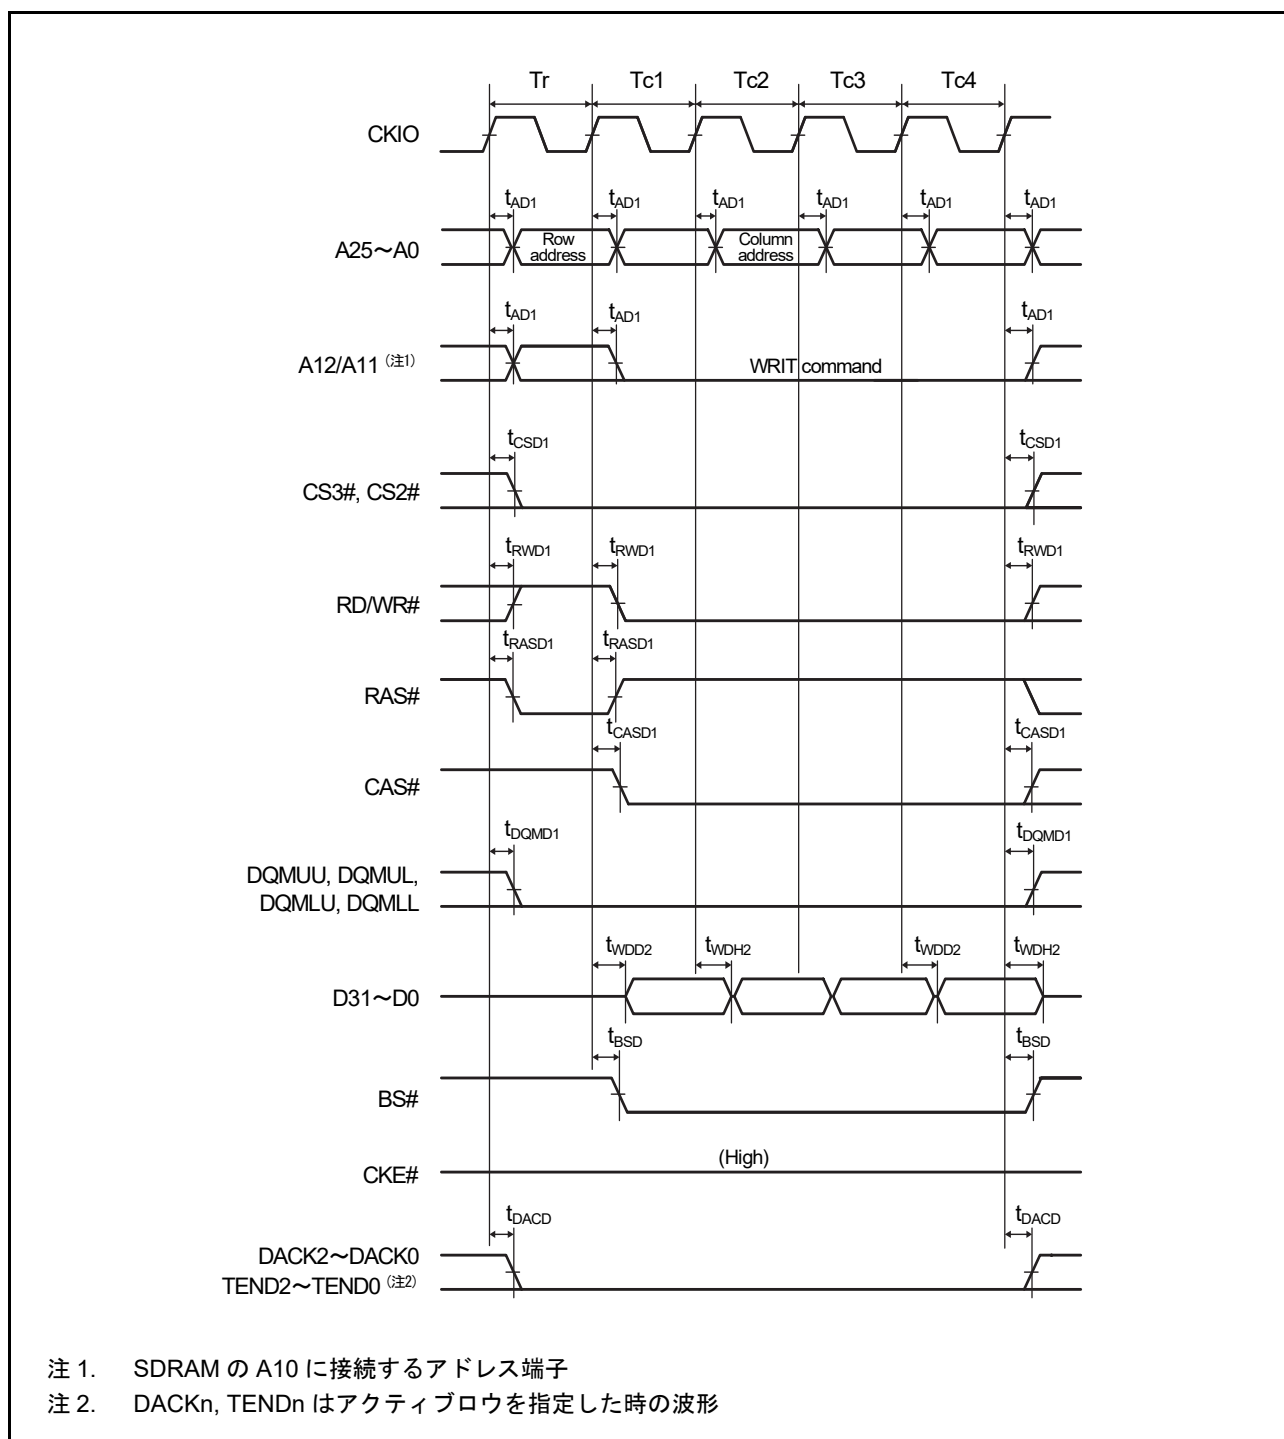 Tr Tc1 Tc2 Tc3 Tc4
CKIO
tAD1 tAD1 tAD1 tAD1 tAD1 tAD1
A25～A0
Row address
Column address
tAD1 tAD1 tAD1
A12/A11 (注1)
WRIT command
tCSD1 tCSD1
CS3#, CS2#
tRWD1 tRWD1 tRWD1
RD/WR#
tRASD1 tRASD1
RAS#
tCASD1 tCASD1
CAS#
tDQMD1 tDQMD1
DQMUU, DQMUL,
DQMLU, DQMLL
tWDD2 tWDH2 tWDD2 tWDH2
D31～D0
tBSD tBSD
BS#
(High)
CKE#
tDACD tDACD
DACK2～DACK0
TEND2～TEND0 (注2)
注 1. SDRAM の A10 に接続するアドレス端子
注 2. DACKn, TENDn はアクティブロウを指定した時の波形